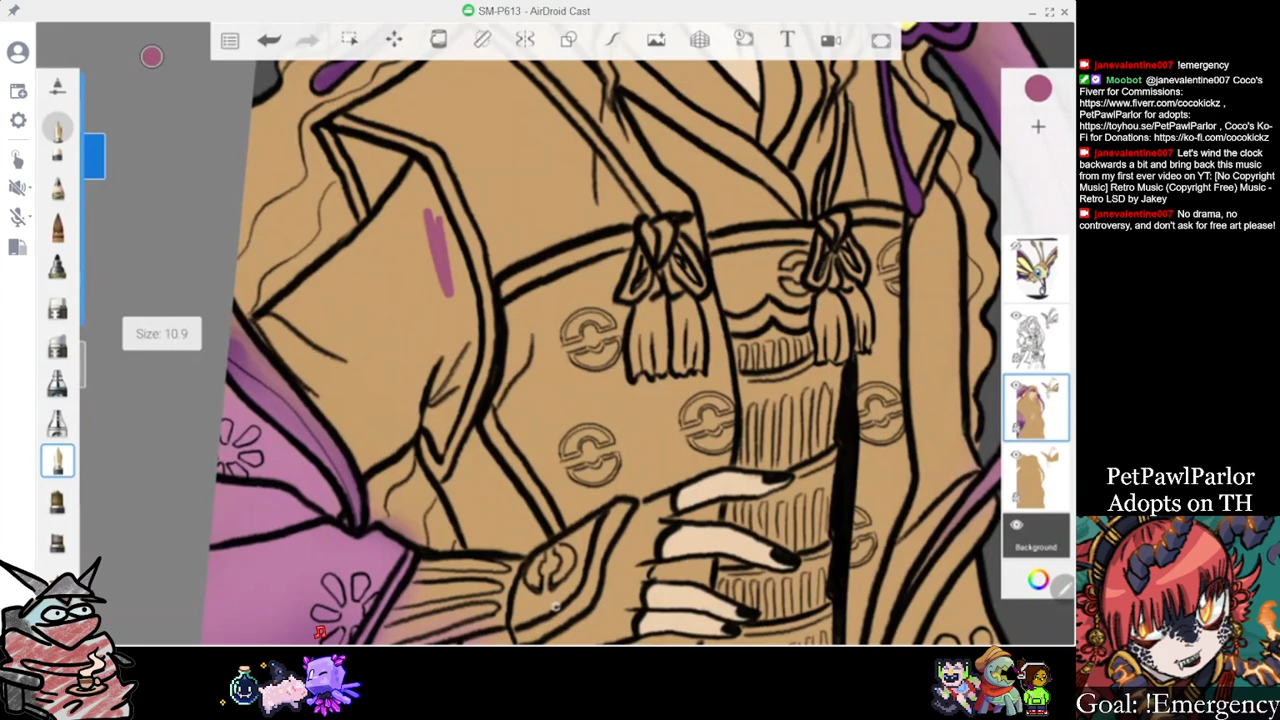 SM-P613 - AirDroid Cast
T
Size: 10.9
Background
janevalentine007 !emergency
Moobot @janevalentine007 Coco's
Fiverr for Commissions:
https://www.fiverr.com/cocokickz ,
PetPawlParlor for adopts:
https://toyhou.se/PetPawlParlor , Coco's Ko-
Fi for Donations: https://ko-fi.com/cocokickz
janevalentine007 Let's wind the clock
backwards a bit and bring back this music
from my first ever video on YT: [No Copyright
Music] Retro Music (Copyright Free) Music -
Retro LSD by Jakey
janevalentine007 No drama, no
controversy, and don't ask for free art please!
PetPawlParlor
Adopts on TH
Goal: !Emergency